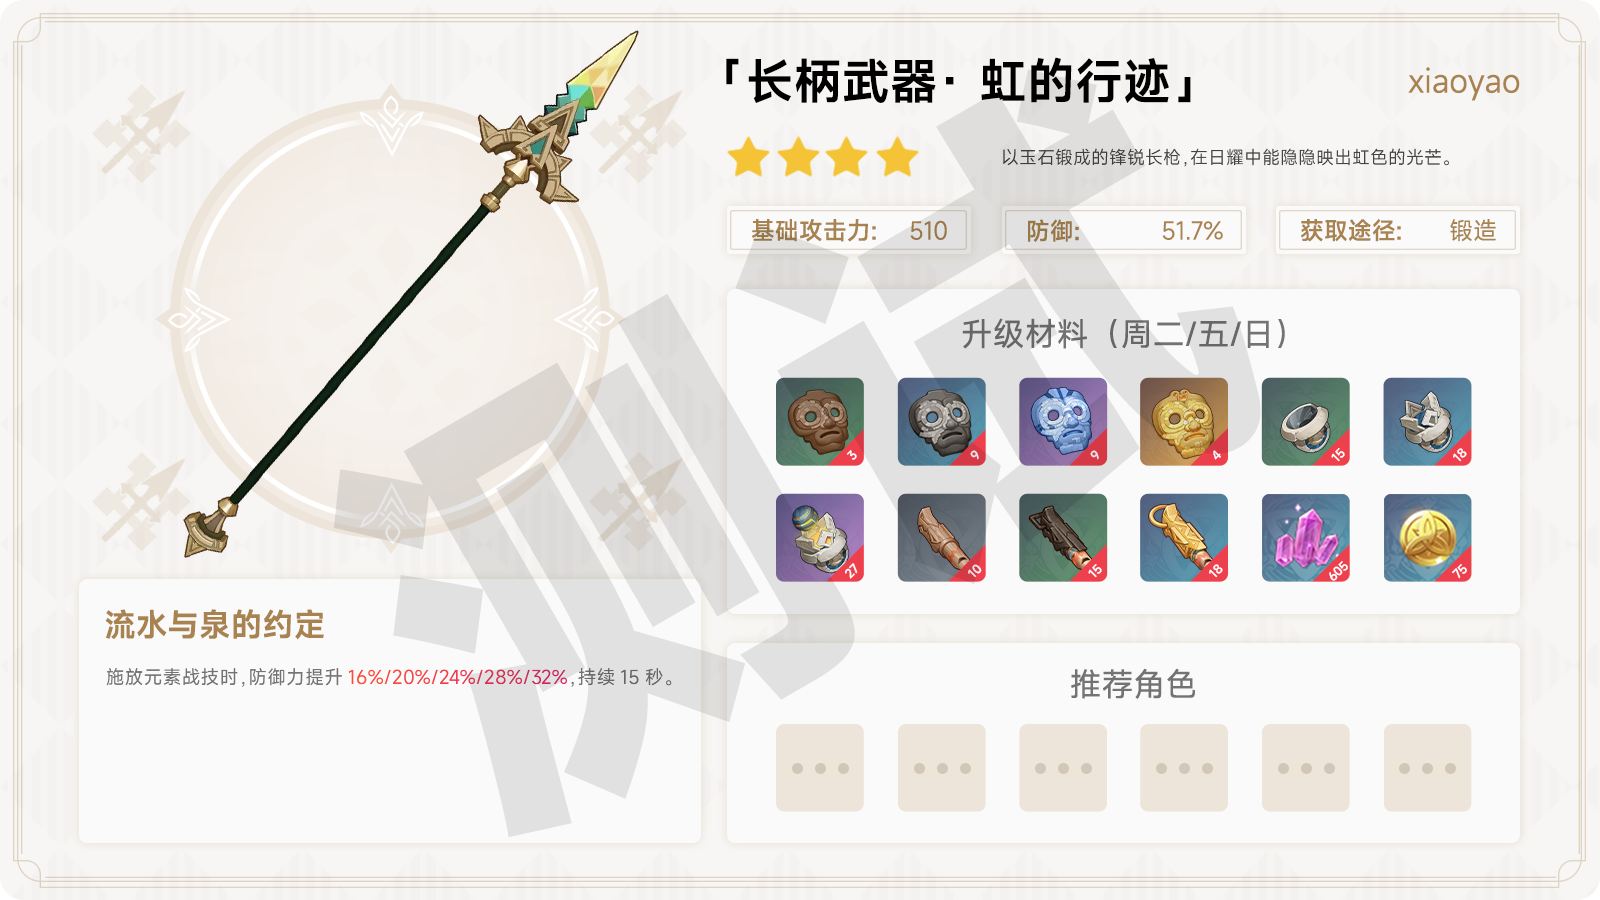 「长柄武器· 虹的行迹」
xiaoyao
以玉石锻成的锋锐长枪,在日耀中能隐隐映出虹色的光芒。
基础攻击力: 510
防御: 51.7%
获取途径: 锻造
升级材料（周二/五/日）
3 9 9 4 15 18
27 10 15 18 605 75
流水与泉的约定
施放元素战技时,防御力提升 16%/20%/24%/28%/32%,持续 15 秒。
推荐角色
测试